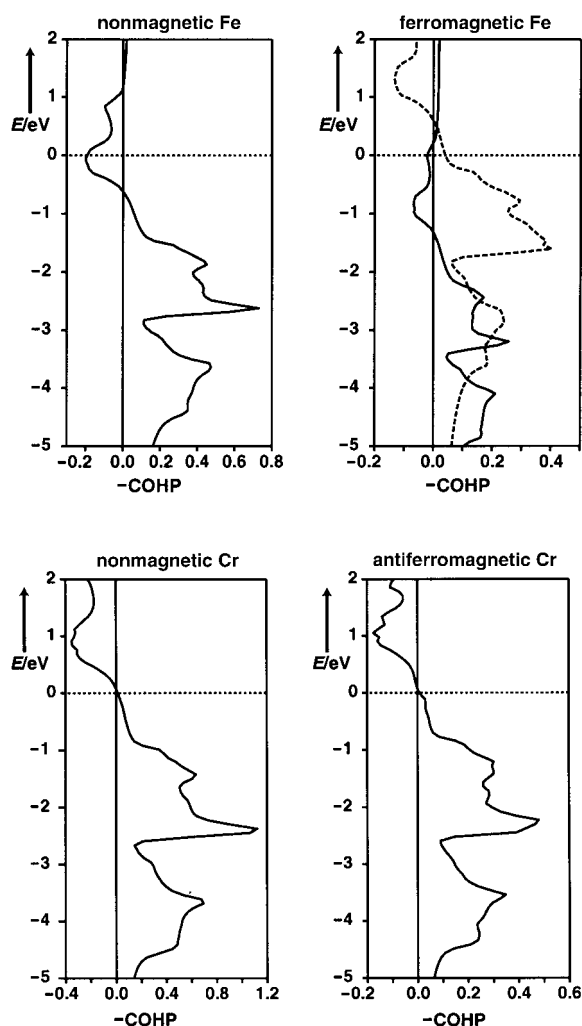 nonmagnetic Fe
2
1
E/eV
0
−1
−2
−3
−4
−5
−0.2 0.0 0.2 0.4 0.6 0.8
−COHP
ferromagnetic Fe
2
1
E/eV
0
−1
−2
−3
−4
−5
−0.2 0.0 0.2 0.4
−COHP
nonmagnetic Cr
2
1
E/eV
0
−1
−2
−3
−4
−5
−0.4 0.0 0.4 0.8 1.2
−COHP
antiferromagnetic Cr
2
1
E/eV
0
−1
−2
−3
−4
−5
−0.2 0.0 0.2 0.4 0.6
−COHP